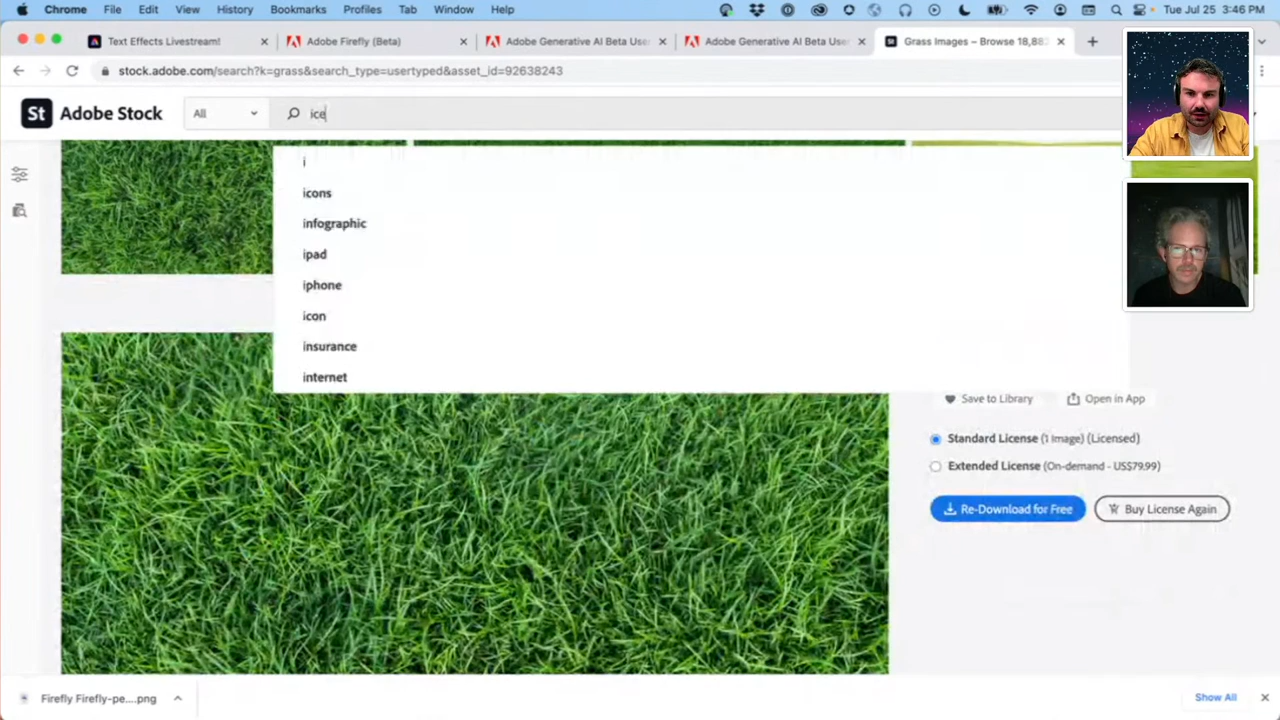 Chrome File Edit View History Bookmarks Profiles Tab Window Help Tue Jul 25 3:46 PM
Text Effects Livestream! Adobe Firefly (Beta) Adobe Generative AI Beta User Adobe Generative AI Beta User Grass Images – Browse 18,882
stock.adobe.com/search?k=grass&search_type=usertyped&asset_id=92638243
St Adobe Stock All ice
i
icons
infographic
ipad
iphone
icon
insurance
internet
Save to Library Open in App
Standard License (1 Image) (Licensed)
Extended License (On-demand - US$79.99)
Re-Download for Free Buy License Again
Firefly Firefly-pe....png Show All